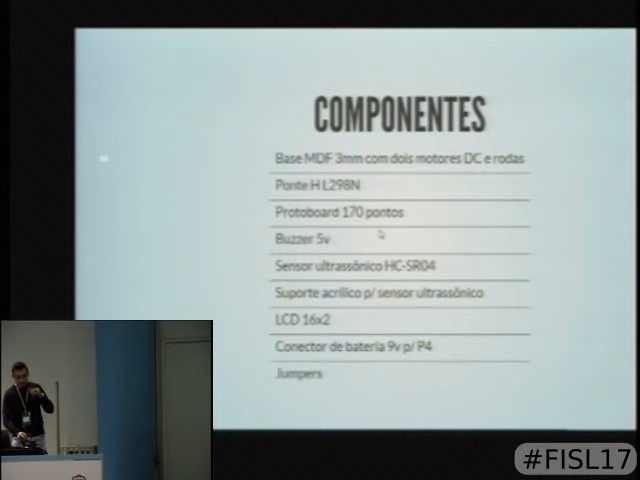 COMPONENTES
Base MDF 3mm com dois motores DC e rodas
Ponte H L298N
Protoboard 170 pontos
Buzzer 5v
Sensor ultrassônico HC-SR04
Suporte acrílico p/ sensor ultrassônico
LCD 16x2
Conector de bateria 9v p/ P4
Jumpers
#FISL17